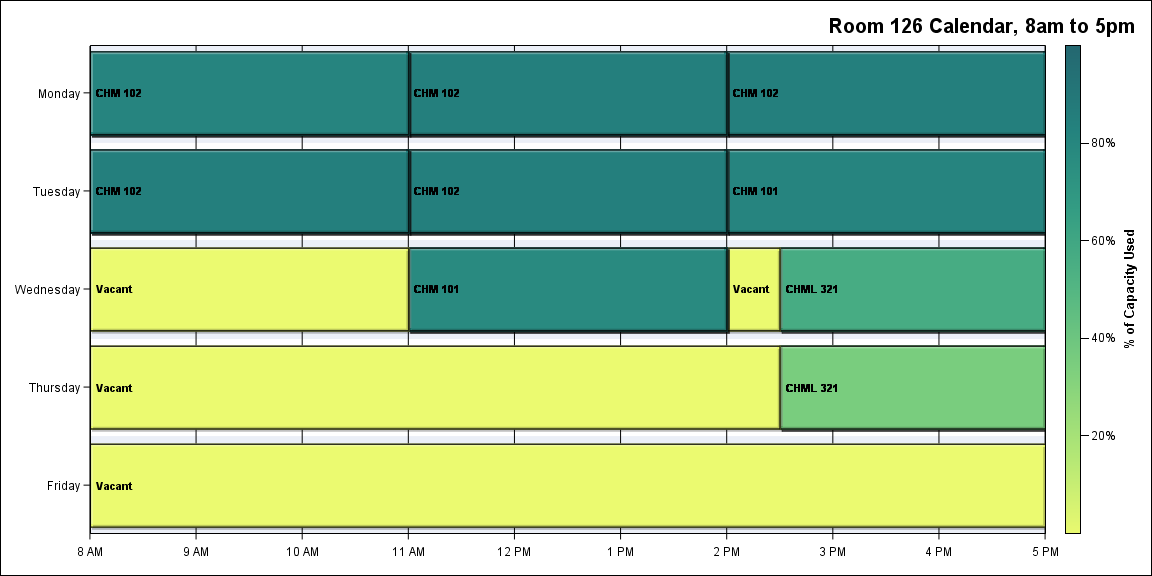 Room 126 Calendar, 8am to 5pm
Monday
CHM 102
CHM 102
CHM 102
Tuesday
CHM 102
CHM 102
CHM 101
Wednesday
Vacant
CHM 101
Vacant
CHML 321
Thursday
Vacant
CHML 321
Friday
Vacant
8 AM
9 AM
10 AM
11 AM
12 PM
1 PM
2 PM
3 PM
4 PM
5 PM
80%
60%
40%
20%
% of Capacity Used